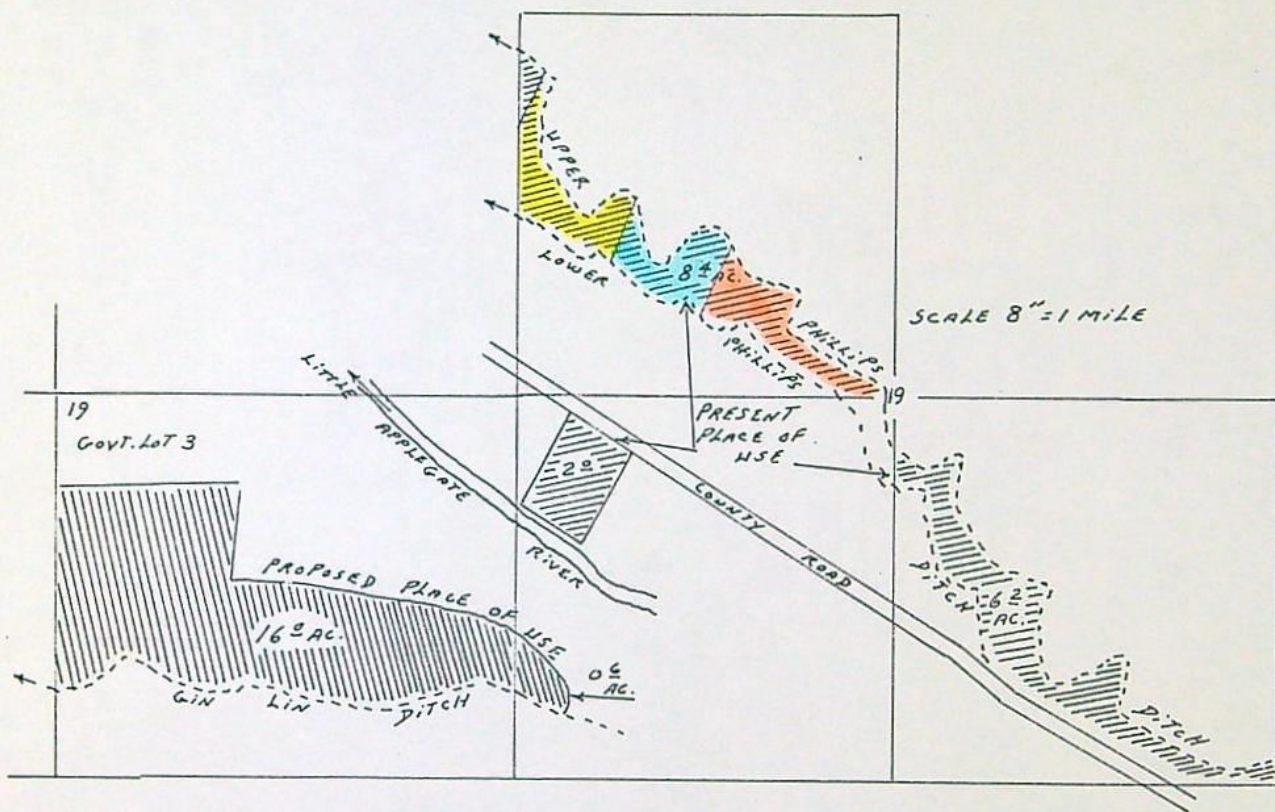 UPPER
LOWER
8 4 AC.
PHILLIPS
PHILLIPS
SCALE 8" = 1 MILE
LITTLE
APPLEGATE
RIVER
19
GOVT. LOT 3
19
PRESENT
PLACE OF
USE
2 0
COUNTY
ROAD
DITCH
6 2
AC.
DITCH
PROPOSED PLACE OF USE
16 0 AC.
0 6
AC.
GIN LIN DITCH